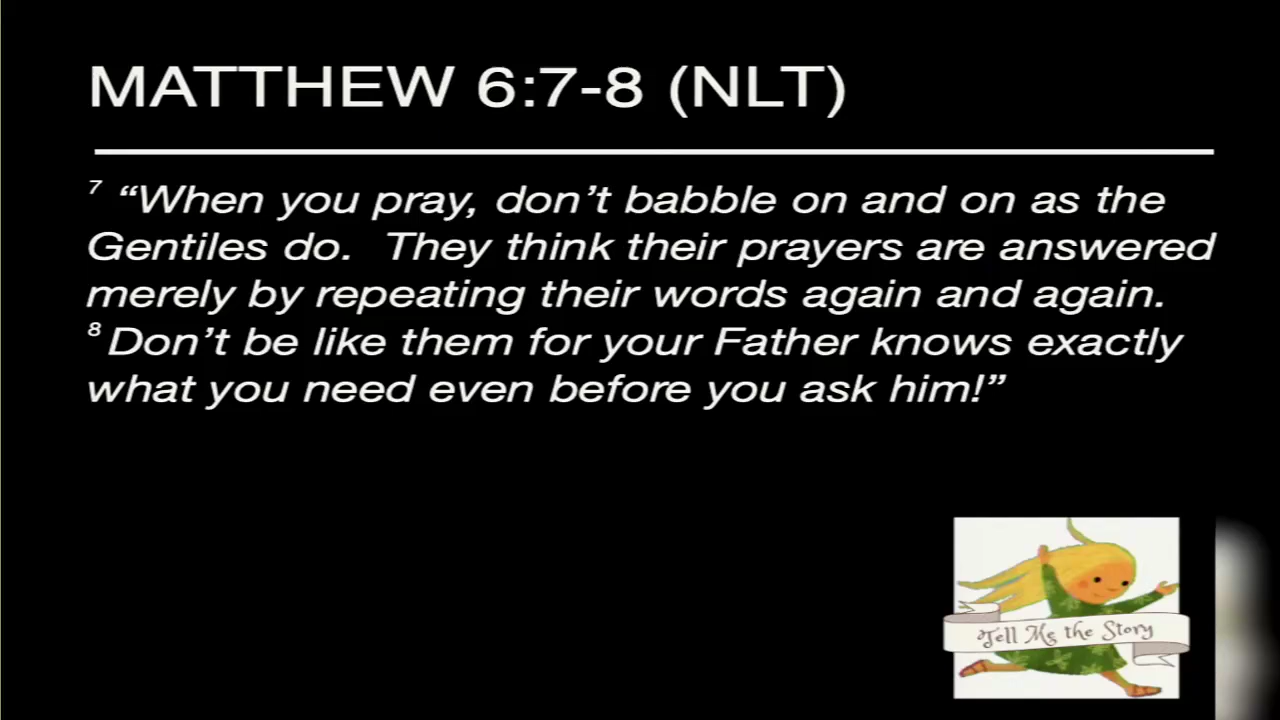 MATTHEW 6:7-8 (NLT)
7 “When you pray, don’t babble on and on as the
Gentiles do.  They think their prayers are answered
merely by repeating their words again and again.
8 Don’t be like them for your Father knows exactly
what you need even before you ask him!”
Tell Me the Story